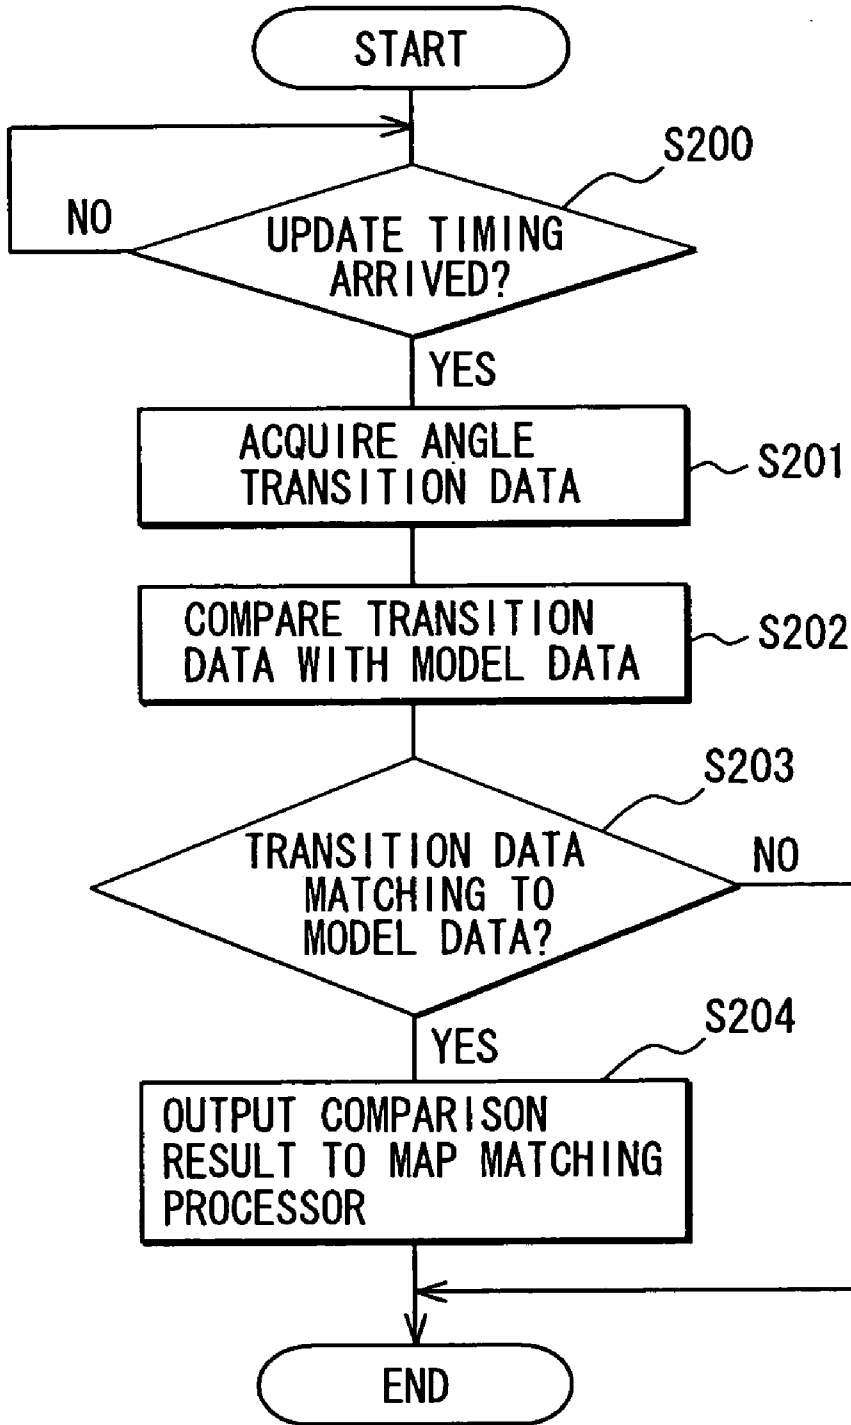 START
S200
NO
UPDATE TIMING
ARRIVED?
YES
ACQUIRE ANGLE
TRANSITION DATA
S201
COMPARE TRANSITION
DATA WITH MODEL DATA
S202
S203
TRANSITION DATA
MATCHING TO
MODEL DATA?
NO
YES
S204
OUTPUT COMPARISON
RESULT TO MAP MATCHING
PROCESSOR
END